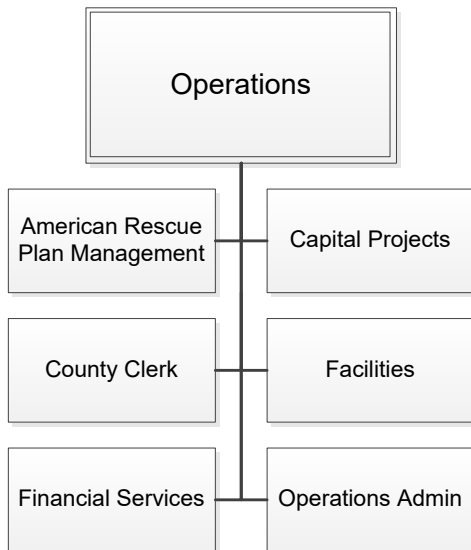 Operations
American Rescue
Plan Management
Capital Projects
County Clerk
Facilities
Financial Services
Operations Admin